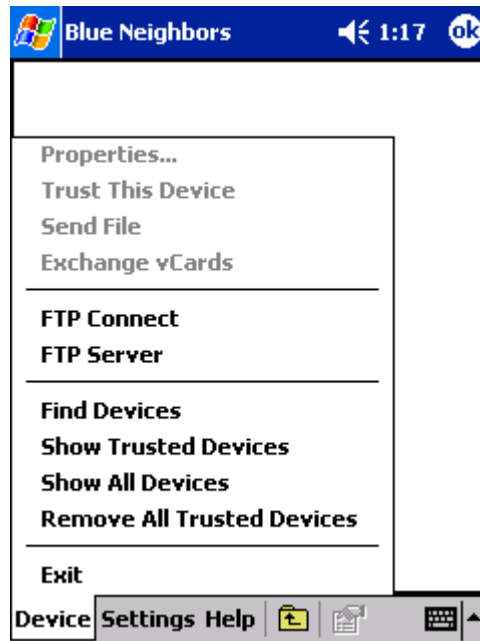 Blue Neighbors 1:17 ok
Properties...
Trust This Device
Send File
Exchange vCards
FTP Connect
FTP Server
Find Devices
Show Trusted Devices
Show All Devices
Remove All Trusted Devices
Exit
Device Settings Help